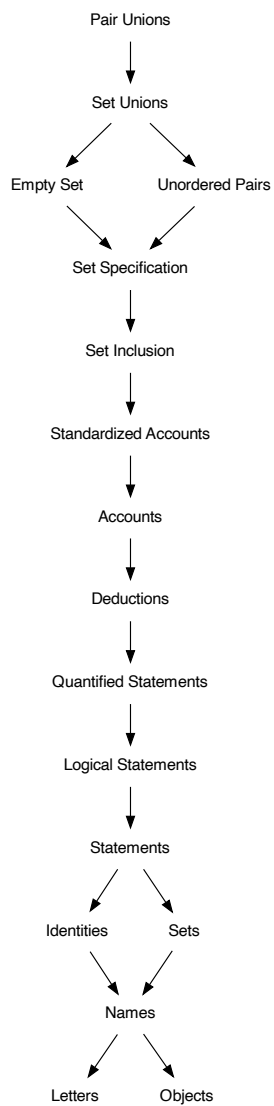 Pair Unions
Set Unions
Empty Set
Unordered Pairs
Set Specification
Set Inclusion
Standardized Accounts
Accounts
Deductions
Quantified Statements
Logical Statements
Statements
Identities
Sets
Names
Letters
Objects